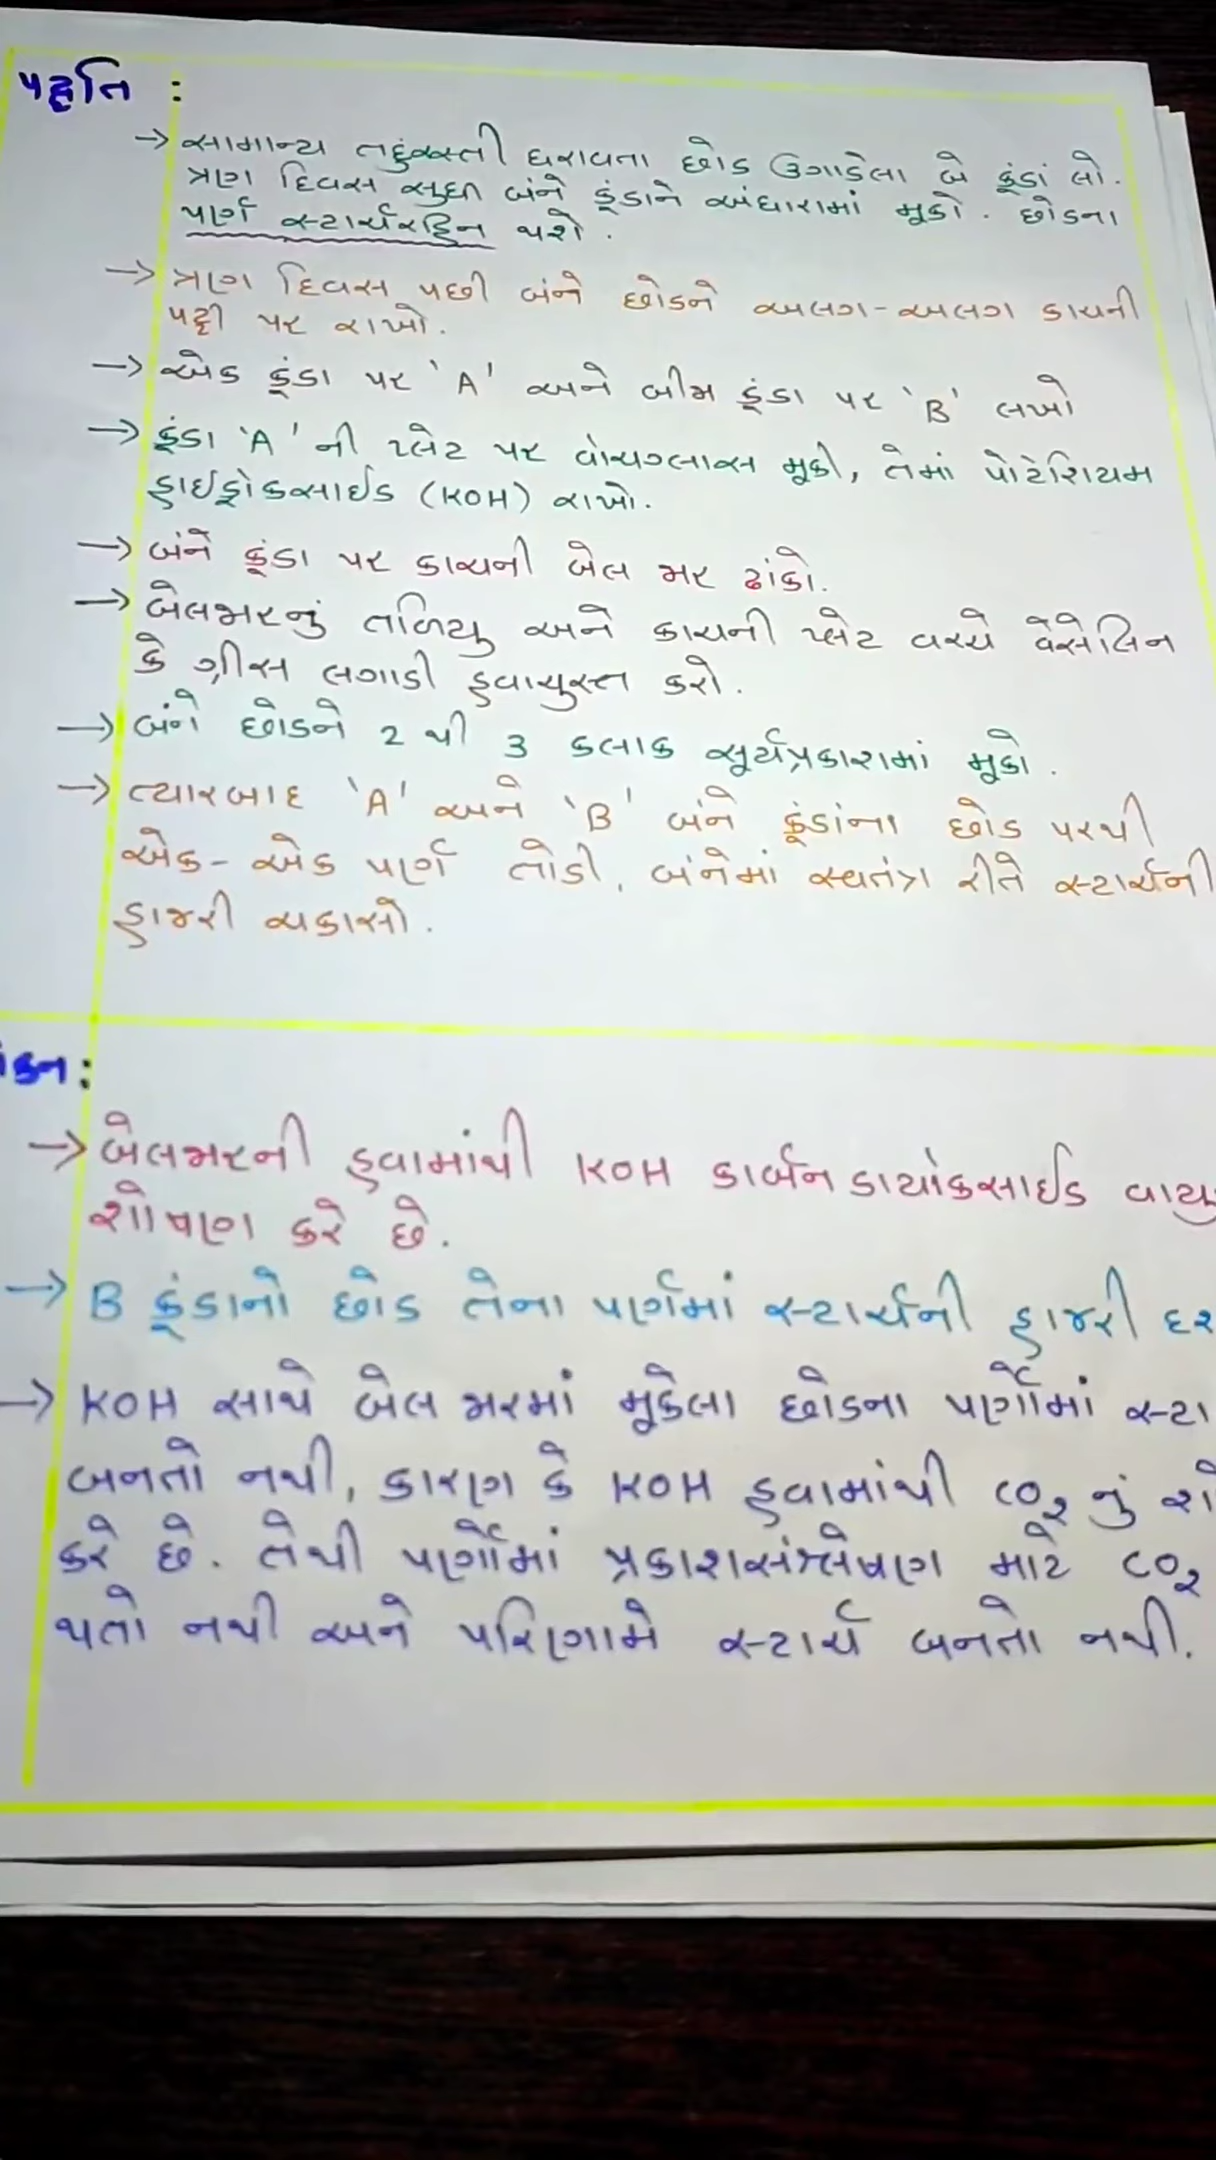 પદ્ધતિ :
→ સામાન્ય તદુંરસ્તી ધરાવતા છોડ ઉગાડેલા બે કૂંડાં લો.
ત્રણ દિવસ સુધી બંને કૂંડાને અંધારામાં મૂકો. છોડના
પર્ણ સ્ટાર્ચરહિત થશે.
→ ત્રણ દિવસ પછી બંને છોડને અલગ-અલગ કાચની
પટ્ટી પર રાખો.
→ એક કૂંડા પર 'A' અને બીજા કૂંડા પર 'B' લખો
→ કૂંડા 'A' ની પ્લેટ પર વોચગ્લાસ મૂકો, તેમાં પોટેશિયમ
હાઈડ્રોક્સાઈડ (KOH) રાખો.
→ બંને કૂંડા પર કાચની બેલ જાર ઢાંકો.
→ બેલજારનું તળિયુ અને કાચની પ્લેટ વચ્ચે વેસેલિન
કે ગ્રીસ લગાડી હવાચુસ્ત કરો.
→ બંને છોડને 2 થી 3 કલાક સૂર્યપ્રકાશમાં મૂકો.
→ ત્યારબાદ 'A' અને 'B' બંને કૂંડાંના છોડ પરથી
એક-એક પર્ણ તોડી, બંનેમાં સ્વતંત્ર રીતે સ્ટાર્ચની
હાજરી ચકાસો.
કન :
→ બેલજારની હવામાંથી KOH કાર્બન ડાયોક્સાઈડ વાયુ
શોષણ કરે છે.
→ B કૂંડાનો છોડ તેના પર્ણમાં સ્ટાર્ચની હાજરી દર
→ KOH સાથે બેલ જારમાં મૂકેલા છોડના પર્ણોમાં સ્ટા
બનતો નથી, કારણ કે KOH હવામાંથી CO₂ નું શો
કરે છે. તેથી પર્ણોમાં પ્રકાશસંશ્લેષણ માટે CO₂
થતો નથી અને પરિણામે સ્ટાર્ચ બનતો નથી.